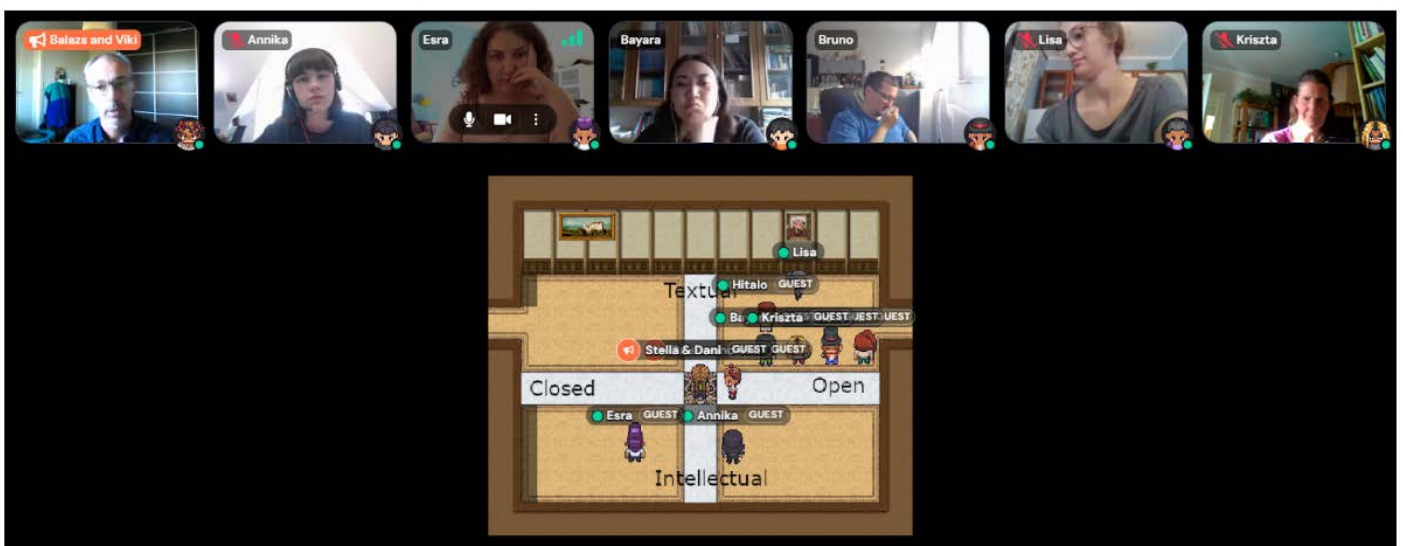 Balazs and Viki
Annika
Esra
Bayara
Bruno
Lisa
Kriszta
Lisa
Textual
Hitalo GUEST
Kriszta GUEST
Stella & Dani GUEST GUEST
Closed
Open
Esra GUEST
Annika GUEST
Intellectual